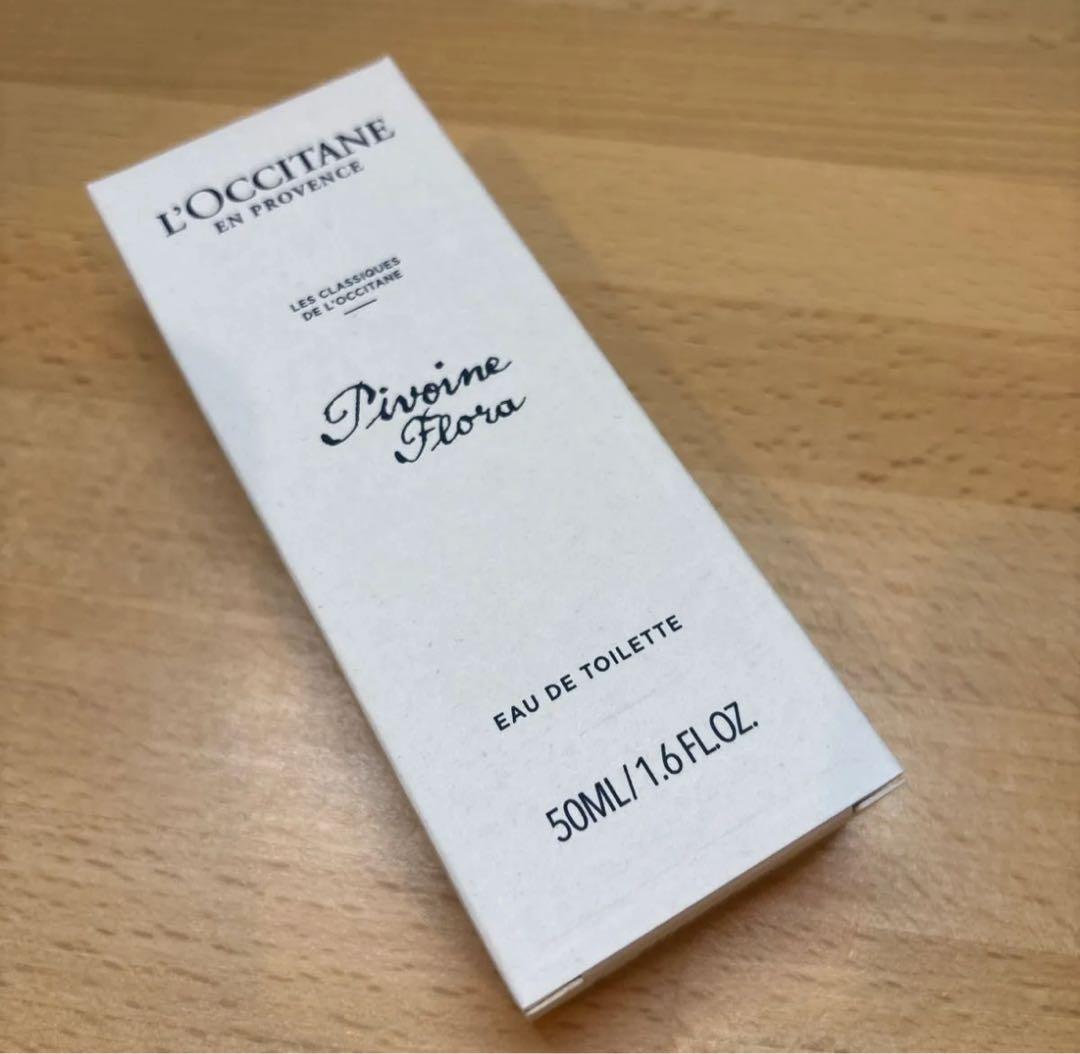 L'OCCITANE
EN PROVENCE
LES CLASSIQUES
DE L'OCCITANE
Pivoine
Flora
EAU DE TOILETTE
50ML/1.6 FL.OZ.